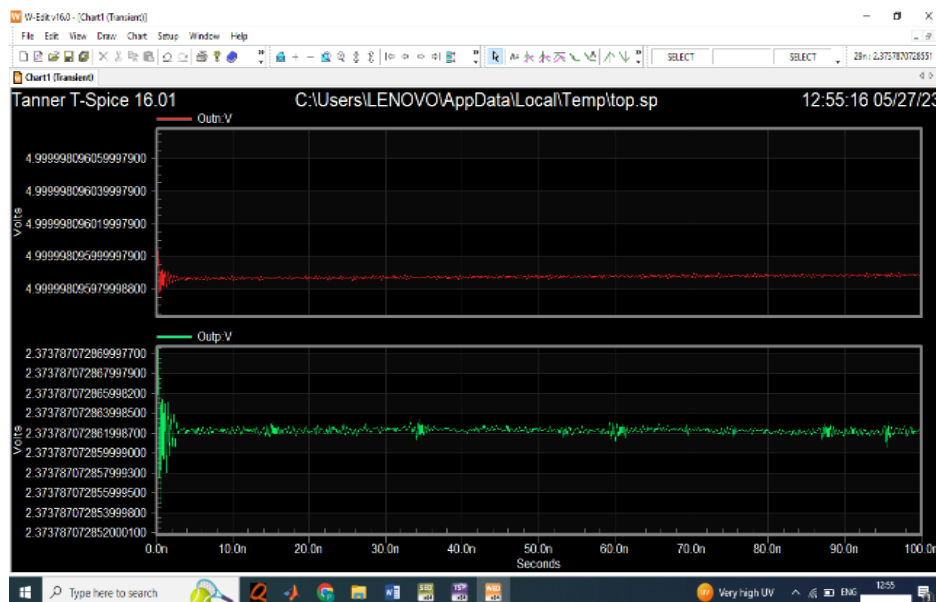 W-Edit v16.0 - [Chart1 (Transient)]
File Edit View Draw Chart Setup Window Help
SELECT SELECT 29n : 2.3737870728551
Chart1 (Transient)
Tanner T-Spice 16.01 C:\Users\LENOVO\AppData\Local\Temp\top.sp 12:55:16 05/27/23
Outn:V
4.999998096059997900
4.999998096039997900
4.999998096019997900
4.999998095999997900
4.999998095979998800
Volts
Outp:V
2.373787072869997700
2.373787072867997900
2.373787072865998200
2.373787072863998500
2.373787072861998700
2.373787072859999000
2.373787072857999300
2.373787072855999500
2.373787072853999800
2.373787072852000100
Volts
0.0n 10.0n 20.0n 30.0n 40.0n 50.0n 60.0n 70.0n 80.0n 90.0n 100.0n
Seconds
Type here to search Very high UV ENG 12:55